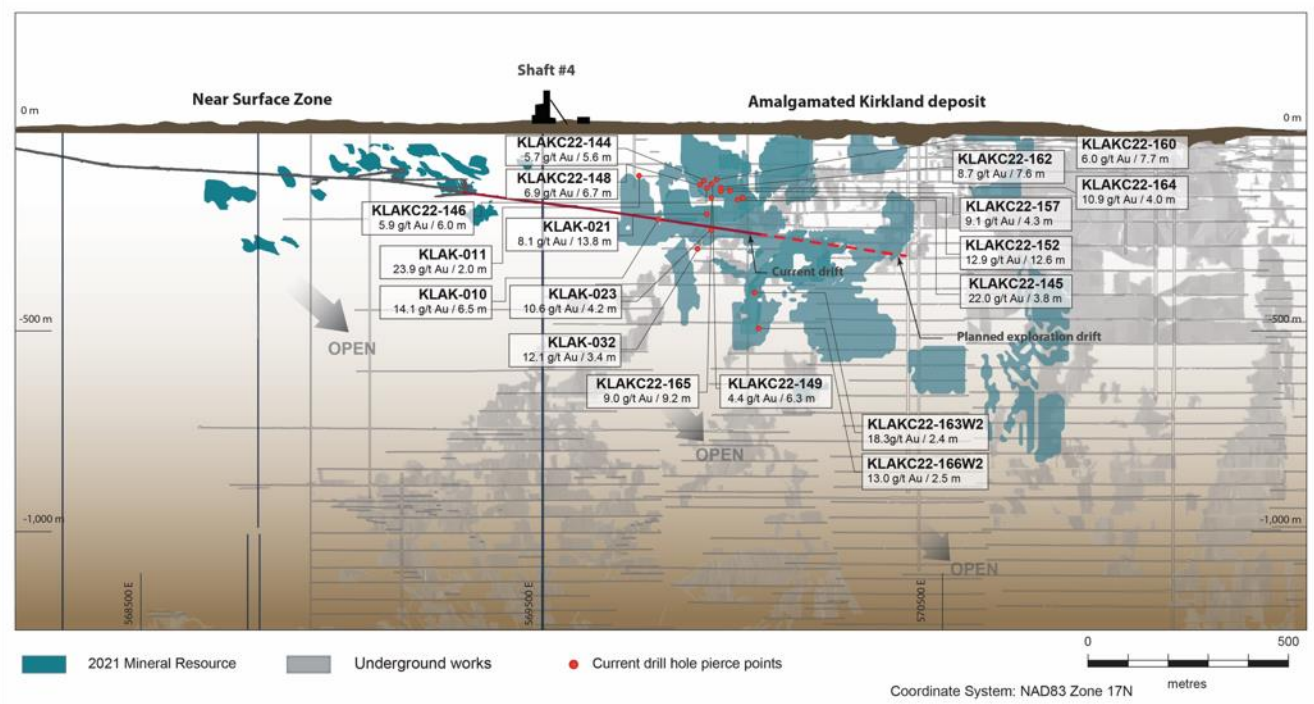 Shaft #4
Near Surface Zone
Amalgamated Kirkland deposit
0 m
0 m
KLAKC22-144
5.7 g/t Au / 5.6 m
KLAKC22-160
6.0 g/t Au / 7.7 m
KLAKC22-162
8.7 g/t Au / 7.6 m
KLAKC22-148
6.9 g/t Au / 6.7 m
KLAKC22-164
10.9 g/t Au / 4.0 m
KLAKC22-146
5.9 g/t Au / 6.0 m
KLAK-021
8.1 g/t Au / 13.8 m
KLAKC22-157
9.1 g/t Au / 4.3 m
KLAK-011
23.9 g/t Au / 2.0 m
KLAKC22-152
12.9 g/t Au / 12.6 m
Current drift
KLAK-010
14.1 g/t Au / 6.5 m
KLAK-023
10.6 g/t Au / 4.2 m
KLAKC22-145
22.0 g/t Au / 3.8 m
-500 m
-500 m
OPEN
KLAK-032
12.1 g/t Au / 3.4 m
Planned exploration drift
KLAKC22-165
9.0 g/t Au / 9.2 m
KLAKC22-149
4.4 g/t Au / 6.3 m
KLAKC22-163W2
18.3g/t Au / 2.4 m
OPEN
KLAKC22-166W2
13.0 g/t Au / 2.5 m
-1,000 m
-1,000 m
OPEN
568500 E
569500 E
570500 E
2021 Mineral Resource
Underground works
Current drill hole pierce points
0
500
metres
Coordinate System: NAD83 Zone 17N